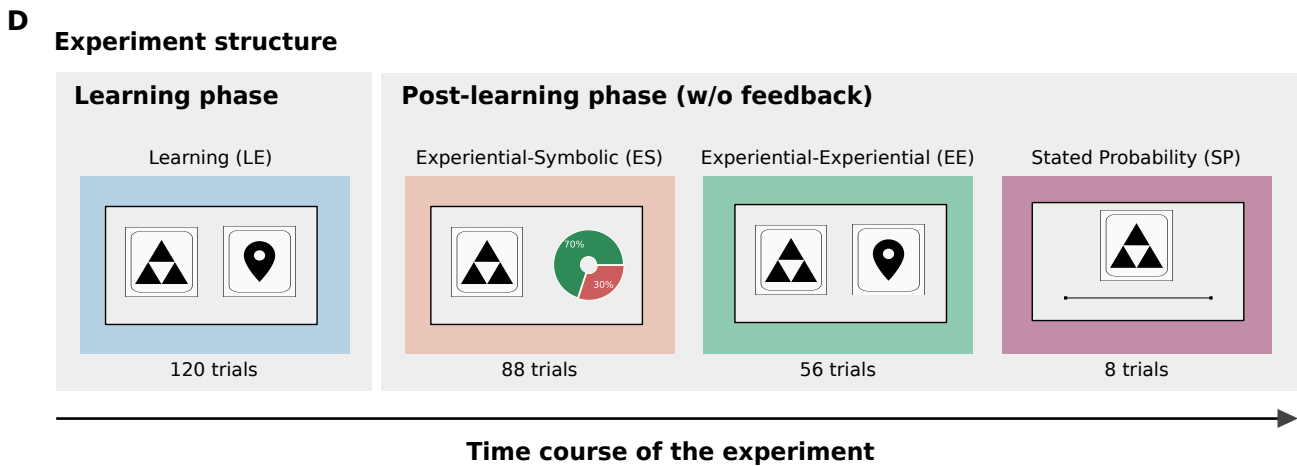 D
Experiment structure
Learning phase
Post-learning phase (w/o feedback)
Learning (LE)
Experiential-Symbolic (ES)
Experiential-Experiential (EE)
Stated Probability (SP)
70%
30%
120 trials
88 trials
56 trials
8 trials
Time course of the experiment